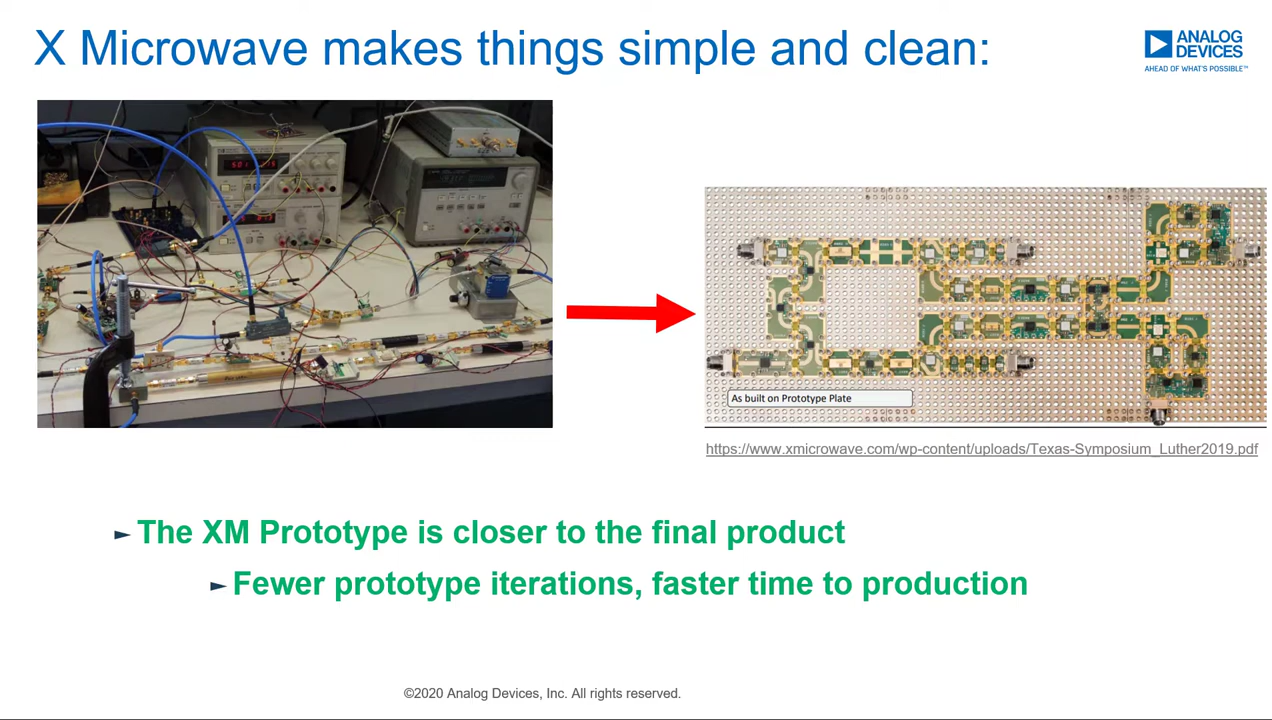 X Microwave makes things simple and clean:
ANALOG
DEVICES
AHEAD OF WHAT'S POSSIBLE™
As built on Prototype Plate
https://www.xmicrowave.com/wp-content/uploads/Texas-Symposium_Luther2019.pdf
►The XM Prototype is closer to the final product
►Fewer prototype iterations, faster time to production
©2020 Analog Devices, Inc. All rights reserved.